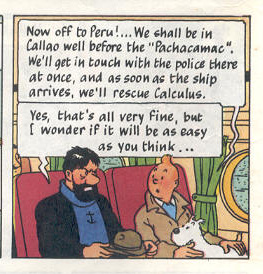 Now off to Peru!... We shall be in
Callao well before the "Pachacamac".
We'll get in touch with the police there
at once, and as soon as the ship
arrives, we'll rescue Calculus.
Yes, that's all very fine, but
I wonder if it will be as easy
as you think...